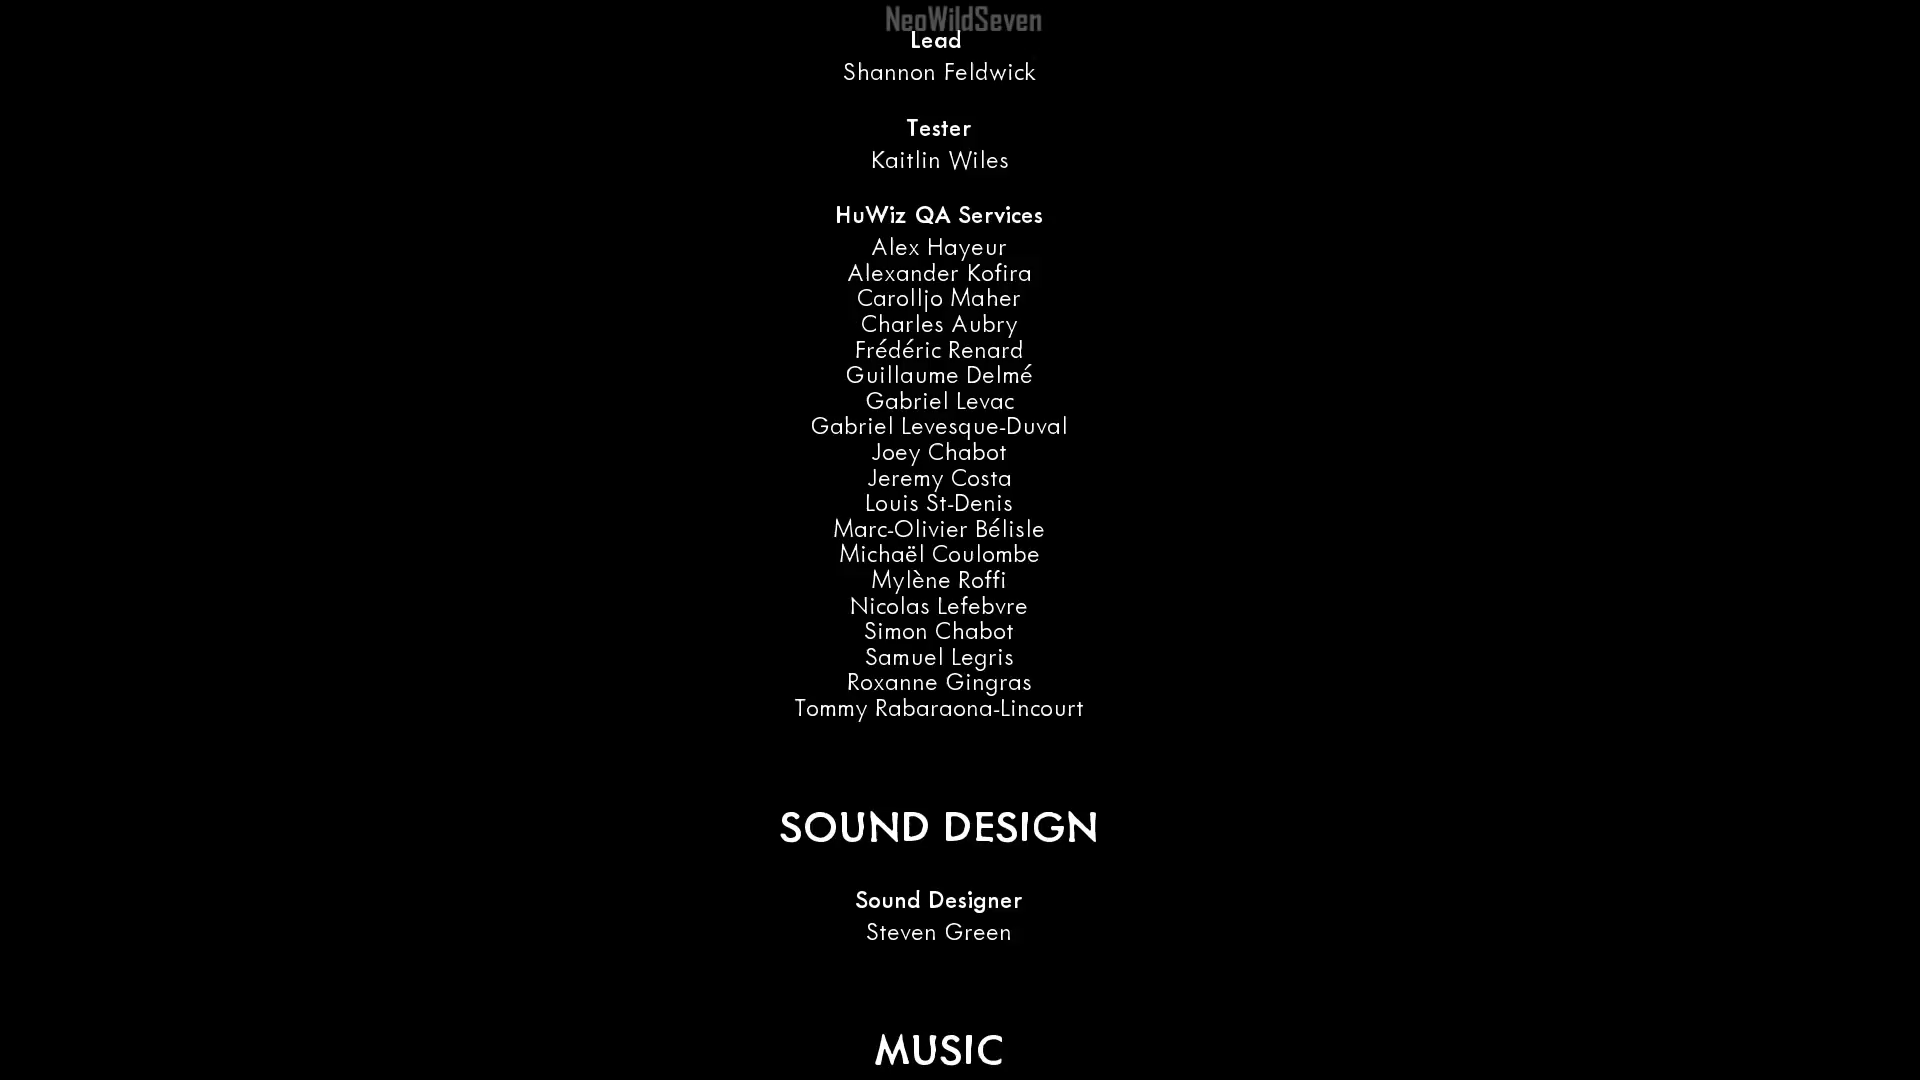 NeoWildSeven
Lead
Shannon Feldwick
Tester
Kaitlin Wiles
HuWiz QA Services
Alex Hayeur
Alexander Kofira
Carolljo Maher
Charles Aubry
Frédéric Renard
Guillaume Delmé
Gabriel Levac
Gabriel Levesque-Duval
Joey Chabot
Jeremy Costa
Louis St-Denis
Marc-Olivier Bélisle
Michaël Coulombe
Mylène Roffi
Nicolas Lefebvre
Simon Chabot
Samuel Legris
Roxanne Gingras
Tommy Rabaraona-Lincourt
SOUND DESIGN
Sound Designer
Steven Green
MUSIC